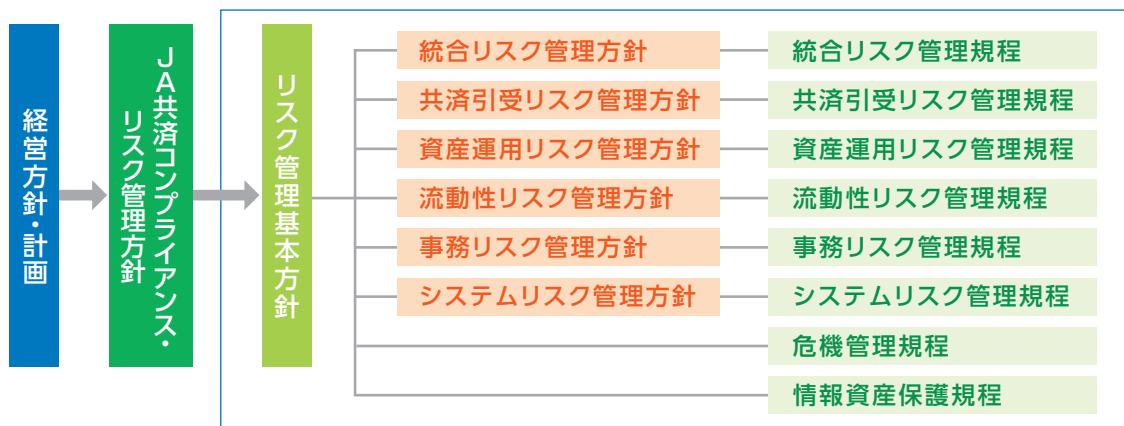 経営方針・計画
JA共済コンプライアンス・
リスク管理方針
リスク管理基本方針
統合リスク管理方針
統合リスク管理規程
共済引受リスク管理方針
共済引受リスク管理規程
資産運用リスク管理方針
資産運用リスク管理規程
流動性リスク管理方針
流動性リスク管理規程
事務リスク管理方針
事務リスク管理規程
システムリスク管理方針
システムリスク管理規程
危機管理規程
情報資産保護規程